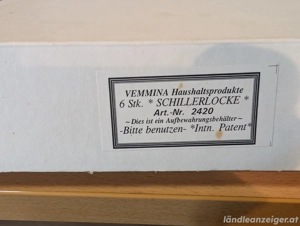 VEMMINA Haushaltsprodukte
6 Stk. * SCHILLERLOCKE *
Art.-Nr. 2420
~Dies ist ein Aufbewahrungsbehälter~
-Bitte benutzen- *Intn. Patent*
ländleanzeiger.at